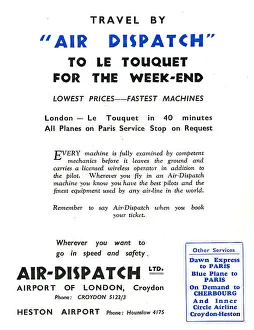 TRAVEL BY
"AIR DISPATCH"
TO LE TOUQUET
FOR THE WEEK-END
LOWEST PRICES—FASTEST MACHINES
London — Le Touquet in 40 minutes
All Planes on Paris Service Stop on Request
EVERY machine is fully examined by competent
mechanics before it leaves the ground and
carries a licensed wireless operator in addition to
the pilot. Wherever you fly in an Air-Dispatch
machine you know you have the best pilots and the
finest equipment used by any air-line in the world.
Remember to say Air-Dispatch when you book
your ticket.
Wherever you want to
go in speed and safety.
AIR-DISPATCH LTD.
AIRPORT OF LONDON, Croydon
Phone: CROYDON 5122/3
HESTON AIRPORT Phone: Hounslow 4175
Other Services
Dawn Express
to PARIS
Blue Plane to
PARIS
On Demand to
CHERBOURG
And Inner
Circle Airline
Croydon-Heston